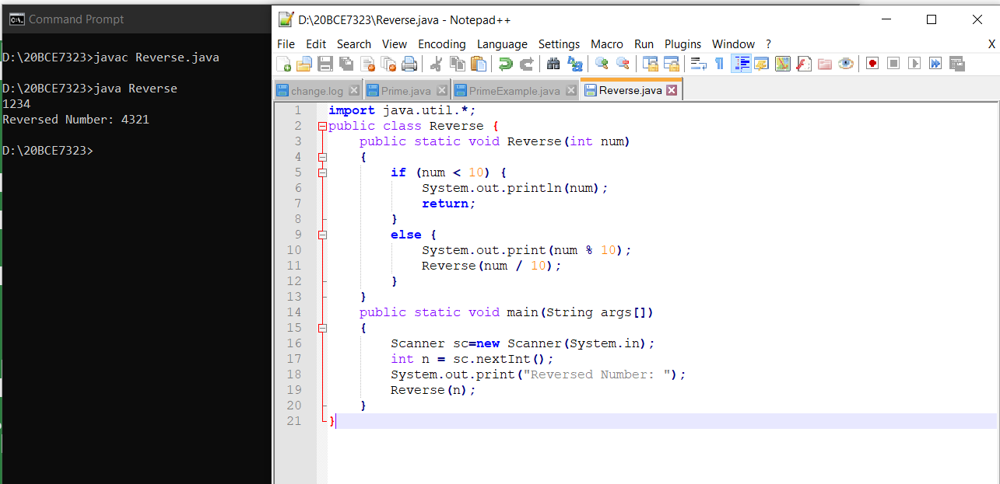 Command Prompt
D:\20BCE7323>javac Reverse.java
D:\20BCE7323>java Reverse
1234
Reversed Number: 4321
D:\20BCE7323>
D:\20BCE7323\Reverse.java - Notepad++
File Edit Search View Encoding Language Settings Macro Run Plugins Window ? X
change.log Prime.java PrimeExample.java Reverse.java
1 import java.util.*;
2 public class Reverse {
3     public static void Reverse(int num)
4     {
5         if (num < 10) {
6             System.out.println(num);
7             return;
8         }
9         else {
10             System.out.print(num % 10);
11             Reverse(num / 10);
12         }
13     }
14     public static void main(String args[])
15     {
16         Scanner sc=new Scanner(System.in);
17         int n = sc.nextInt();
18         System.out.print("Reversed Number: ");
19         Reverse(n);
20     }
21 }